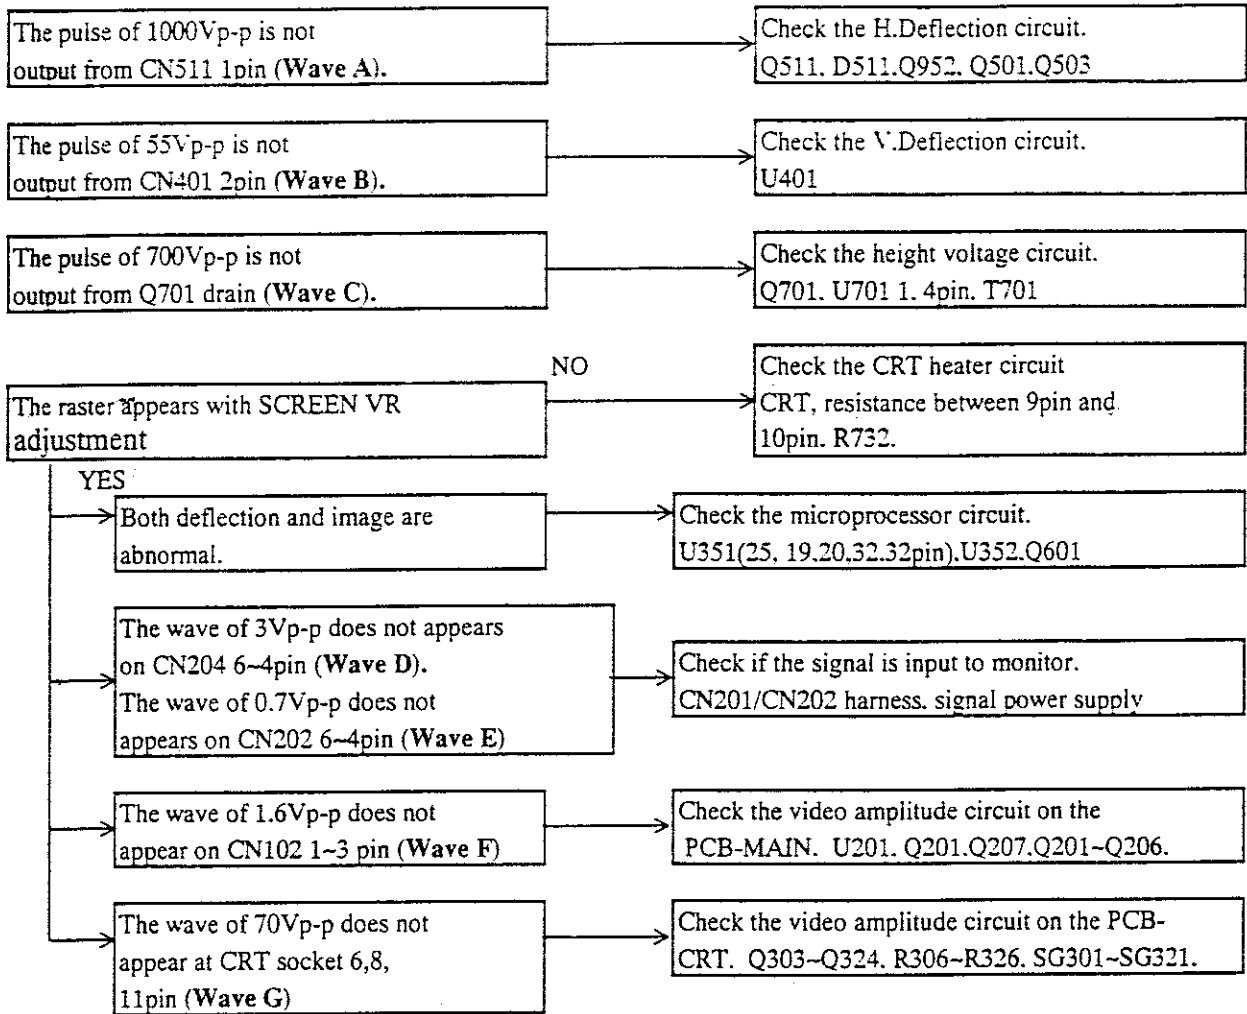 The pulse of 1000Vp-p is not
output from CN511 1pin (Wave A).
Check the H.Deflection circuit.
Q511. D511.Q952. Q501.Q503
The pulse of 55Vp-p is not
output from CN401 2pin (Wave B).
Check the V.Deflection circuit.
U401
The pulse of 700Vp-p is not
output from Q701 drain (Wave C).
Check the height voltage circuit.
Q701. U701 1. 4pin. T701
The raster appears with SCREEN VR
adjustment
NO
Check the CRT heater circuit
CRT, resistance between 9pin and
10pin. R732.
YES
Both deflection and image are
abnormal.
Check the microprocessor circuit.
U351(25, 19.20.32.32pin).U352.Q601
The wave of 3Vp-p does not appears
on CN204 6~4pin (Wave D).
The wave of 0.7Vp-p does not
appears on CN202 6~4pin (Wave E)
Check if the signal is input to monitor.
CN201/CN202 harness. signal power supply
The wave of 1.6Vp-p does not
appear on CN102 1~3 pin (Wave F)
Check the video amplitude circuit on the
PCB-MAIN. U201. Q201.Q207.Q201~Q206.
The wave of 70Vp-p does not
appear at CRT socket 6,8,
11pin (Wave G)
Check the video amplitude circuit on the PCB-
CRT. Q303~Q324. R306~R326. SG301~SG321.